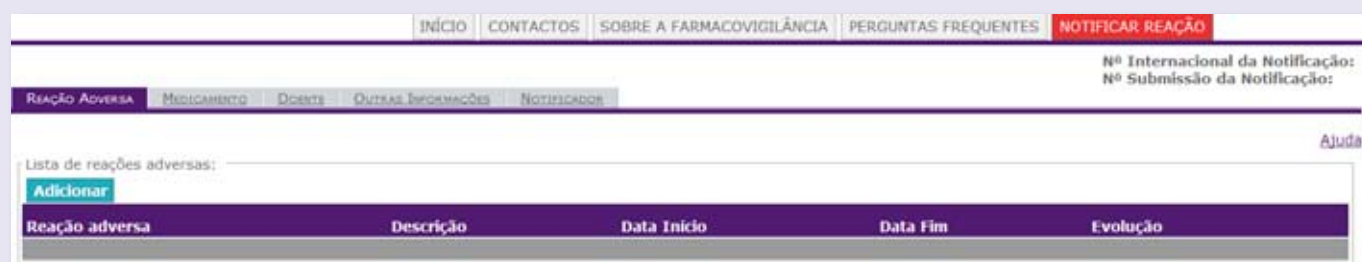 INÍCIO CONTACTOS SOBRE A FARMACOVIGILÂNCIA PERGUNTAS FREQUENTES NOTIFICAR REAÇÃO
Nº Internacional da Notificação:
Nº Submissão da Notificação:
REAÇÃO ADVERSA MEDICAMENTO DOENTE OUTRAS INFORMAÇÕES NOTIFICADOR
Ajuda
Lista de reações adversas:
Adicionar
Reação adversa Descrição Data Início Data Fim Evolução